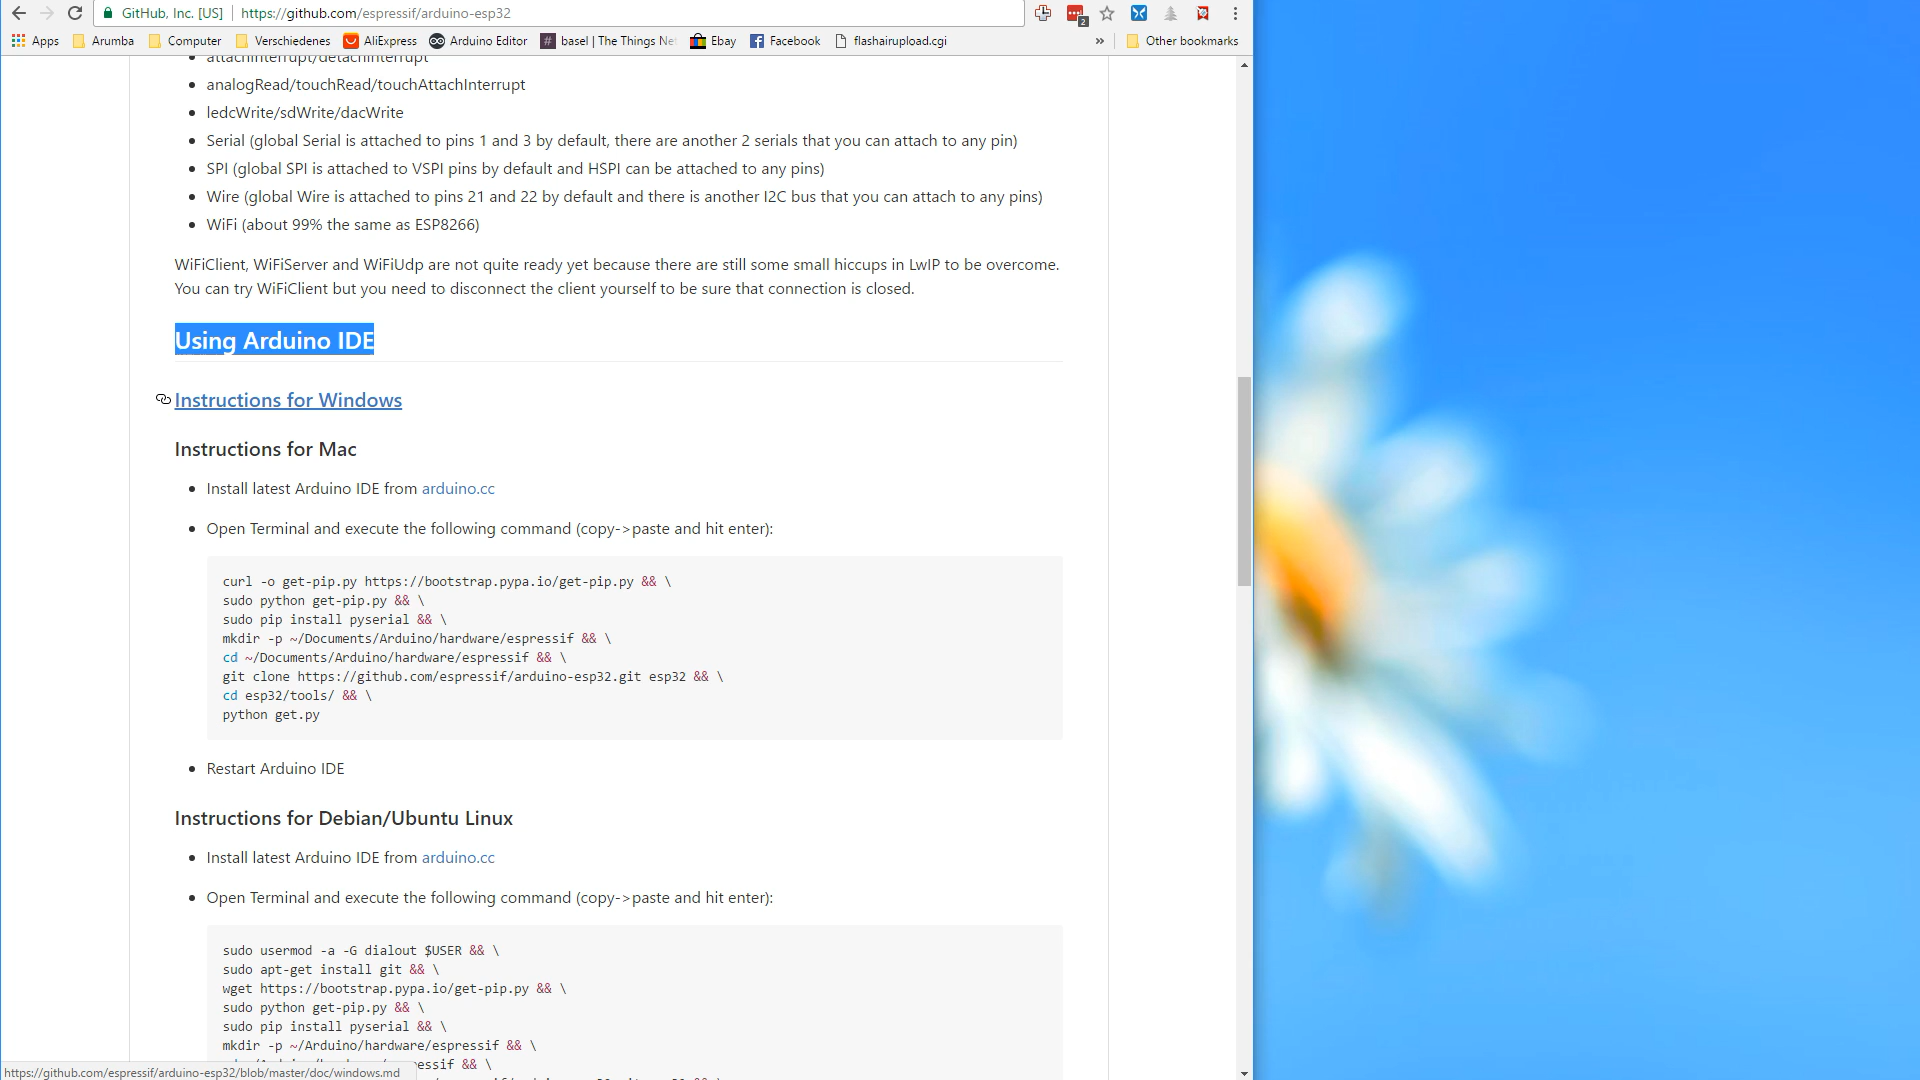 GitHub, Inc. [US] https://github.com/espressif/arduino-esp32
2
Apps Arumba Computer Verschiedenes AliExpress Arduino Editor basel | The Things Ne Ebay Facebook flashairupload.cgi » Other bookmarks
attachInterrupt/detachInterrupt
analogRead/touchRead/touchAttachInterrupt
ledcWrite/sdWrite/dacWrite
Serial (global Serial is attached to pins 1 and 3 by default, there are another 2 serials that you can attach to any pin)
SPI (global SPI is attached to VSPI pins by default and HSPI can be attached to any pins)
Wire (global Wire is attached to pins 21 and 22 by default and there is another I2C bus that you can attach to any pins)
WiFi (about 99% the same as ESP8266)
WiFiClient, WiFiServer and WiFiUdp are not quite ready yet because there are still some small hiccups in LwIP to be overcome.
You can try WiFiClient but you need to disconnect the client yourself to be sure that connection is closed.
Using Arduino IDE
Instructions for Windows
Instructions for Mac
Install latest Arduino IDE from arduino.cc
Open Terminal and execute the following command (copy->paste and hit enter):
curl -o get-pip.py https://bootstrap.pypa.io/get-pip.py && \
sudo python get-pip.py && \
sudo pip install pyserial && \
mkdir -p ~/Documents/Arduino/hardware/espressif && \
cd ~/Documents/Arduino/hardware/espressif && \
git clone https://github.com/espressif/arduino-esp32.git esp32 && \
cd esp32/tools/ && \
python get.py
Restart Arduino IDE
Instructions for Debian/Ubuntu Linux
Install latest Arduino IDE from arduino.cc
Open Terminal and execute the following command (copy->paste and hit enter):
sudo usermod -a -G dialout $USER && \
sudo apt-get install git && \
wget https://bootstrap.pypa.io/get-pip.py && \
sudo python get-pip.py && \
sudo pip install pyserial && \
mkdir -p ~/Arduino/hardware/espressif && \
essif && \
https://github.com/espressif/arduino-esp32/blob/master/doc/windows.md